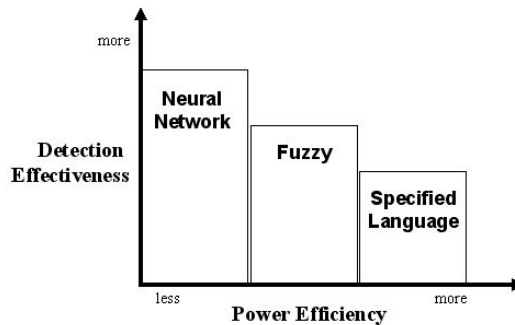 more
Neural
Network
Fuzzy
Detection
Effectiveness
Specified
Language
less
more
Power Efficiency